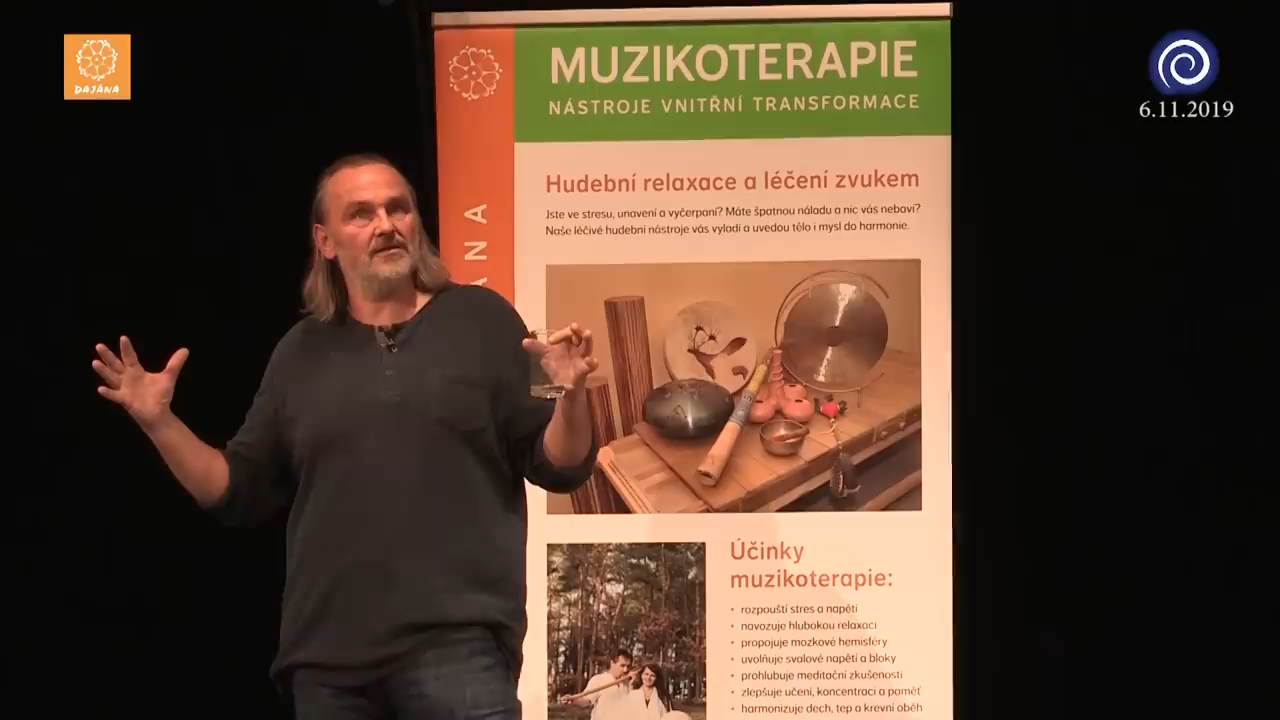 DAJÁNA
6.11.2019
ANA
MUZIKOTERAPIE
NÁSTROJE VNITŘNÍ TRANSFORMACE
Hudební relaxace a léčení zvukem
Jste ve stresu, unavení a vyčerpaní? Máte špatnou náladu a nic vás nebaví?
Naše léčivé hudební nástroje vás vyladí a uvedou tělo i mysl do harmonie.
Účinky
muzikoterapie:
• rozpouští stres a napětí
• navozuje hlubokou relaxaci
• propojuje mozkové hemisféry
• uvolňuje svalové napětí a bloky
• prohlubuje meditační zkušenosti
• zlepšuje učení, koncentraci a paměť
• harmonizuje dech, tep a krevní oběh